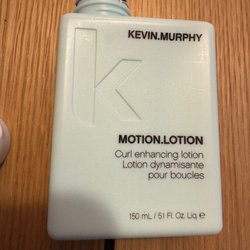 KEVIN.MURPHY
MOTION.LOTION
Curl enhancing lotion
Lotion dynamisante
pour boucles
150 mL / 5.1 Fl. Oz. Liq. e